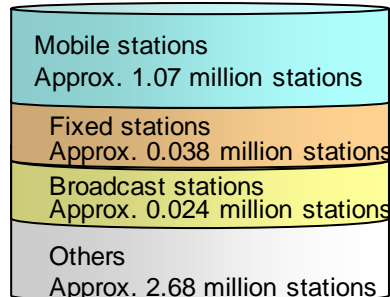 Mobile stations
Approx. 1.07 million stations
Fixed stations
Approx. 0.038 million stations
Broadcast stations
Approx. 0.024 million stations
Others
Approx. 2.68 million stations